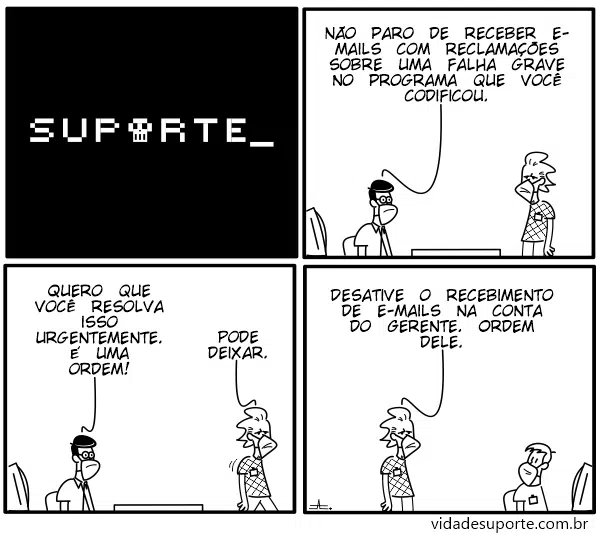 SUPORTE_
NÃO PARO DE RECEBER E-
MAILS COM RECLAMAÇÕES
SOBRE UMA FALHA GRAVE
NO PROGRAMA QUE VOCÊ
CODIFICOU.
QUERO QUE
VOCÊ RESOLVA
ISSO
URGENTEMENTE.
É UMA
ORDEM!
PODE
DEIXAR.
DESATIVE O RECEBIMENTO
DE E-MAILS NA CONTA
DO GERENTE. ORDEM
DELE.
vidadesuporte.com.br